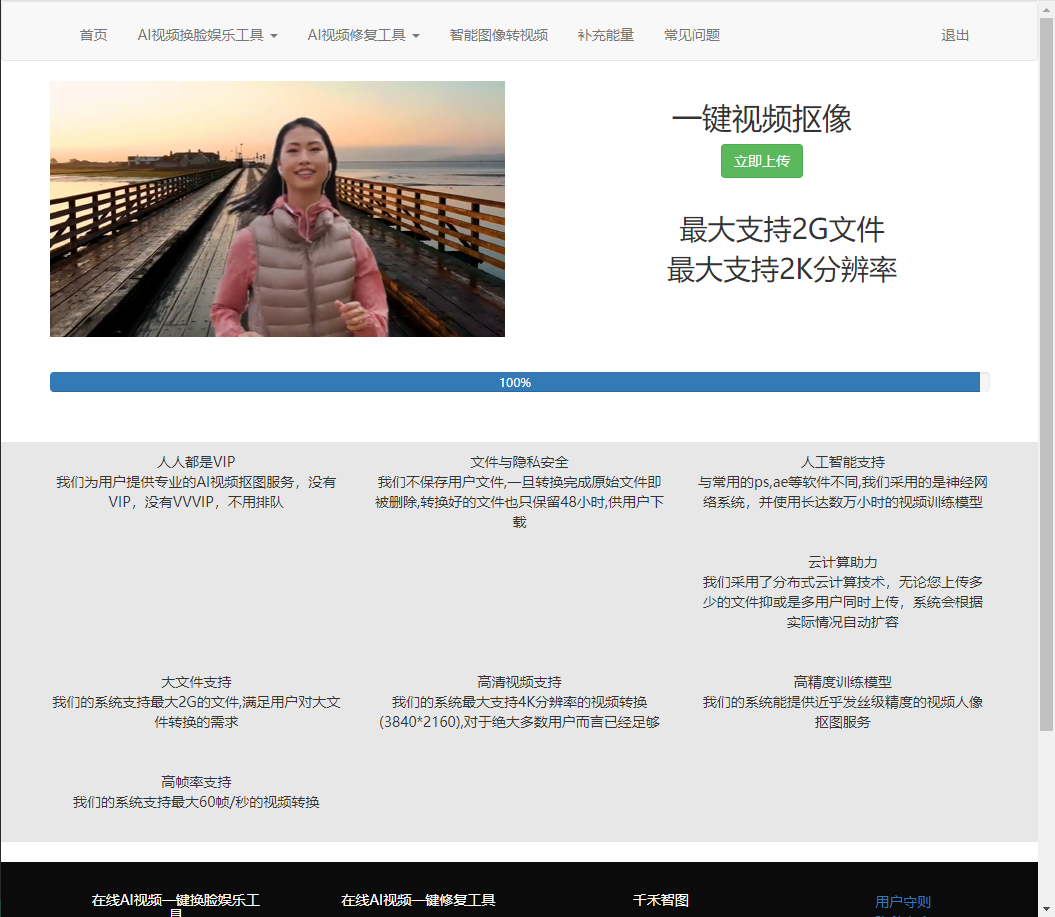 首页 AI视频换脸娱乐工具 AI视频修复工具 智能图像转视频 补充能量 常见问题 退出
一键视频抠像
立即上传
最大支持2G文件
最大支持2K分辨率
100%
人人都是VIP
我们为用户提供专业的AI视频抠图服务，没有
VIP，没有VVVIP，不用排队
文件与隐私安全
我们不保存用户文件,一旦转换完成原始文件即
被删除,转换好的文件也只保留48小时,供用户下
载
人工智能支持
与常用的ps,ae等软件不同,我们采用的是神经网
络系统，并使用长达数万小时的视频训练模型
云计算助力
我们采用了分布式云计算技术，无论您上传多
少的文件抑或是多用户同时上传，系统会根据
实际情况自动扩容
大文件支持
我们的系统支持最大2G的文件,满足用户对大文
件转换的需求
高清视频支持
我们的系统最大支持4K分辨率的视频转换
(3840*2160),对于绝大多数用户而言已经足够
高精度训练模型
我们的系统能提供近乎发丝级精度的视频人像
抠图服务
高帧率支持
我们的系统支持最大60帧/秒的视频转换
在线AI视频一键换脸娱乐工
具
在线AI视频一键修复工具
千禾智图
用户守则